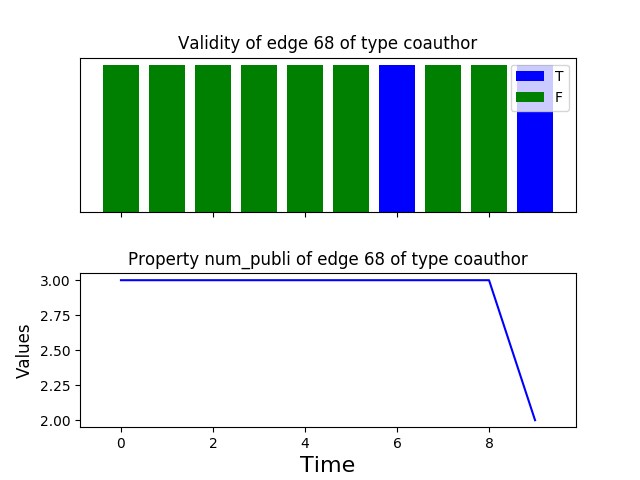 Validity of edge 68 of type coauthor
T
F
Property num_publi of edge 68 of type coauthor
3.00
2.75
2.50
2.25
2.00
Values
0 2 4 6 8
Time